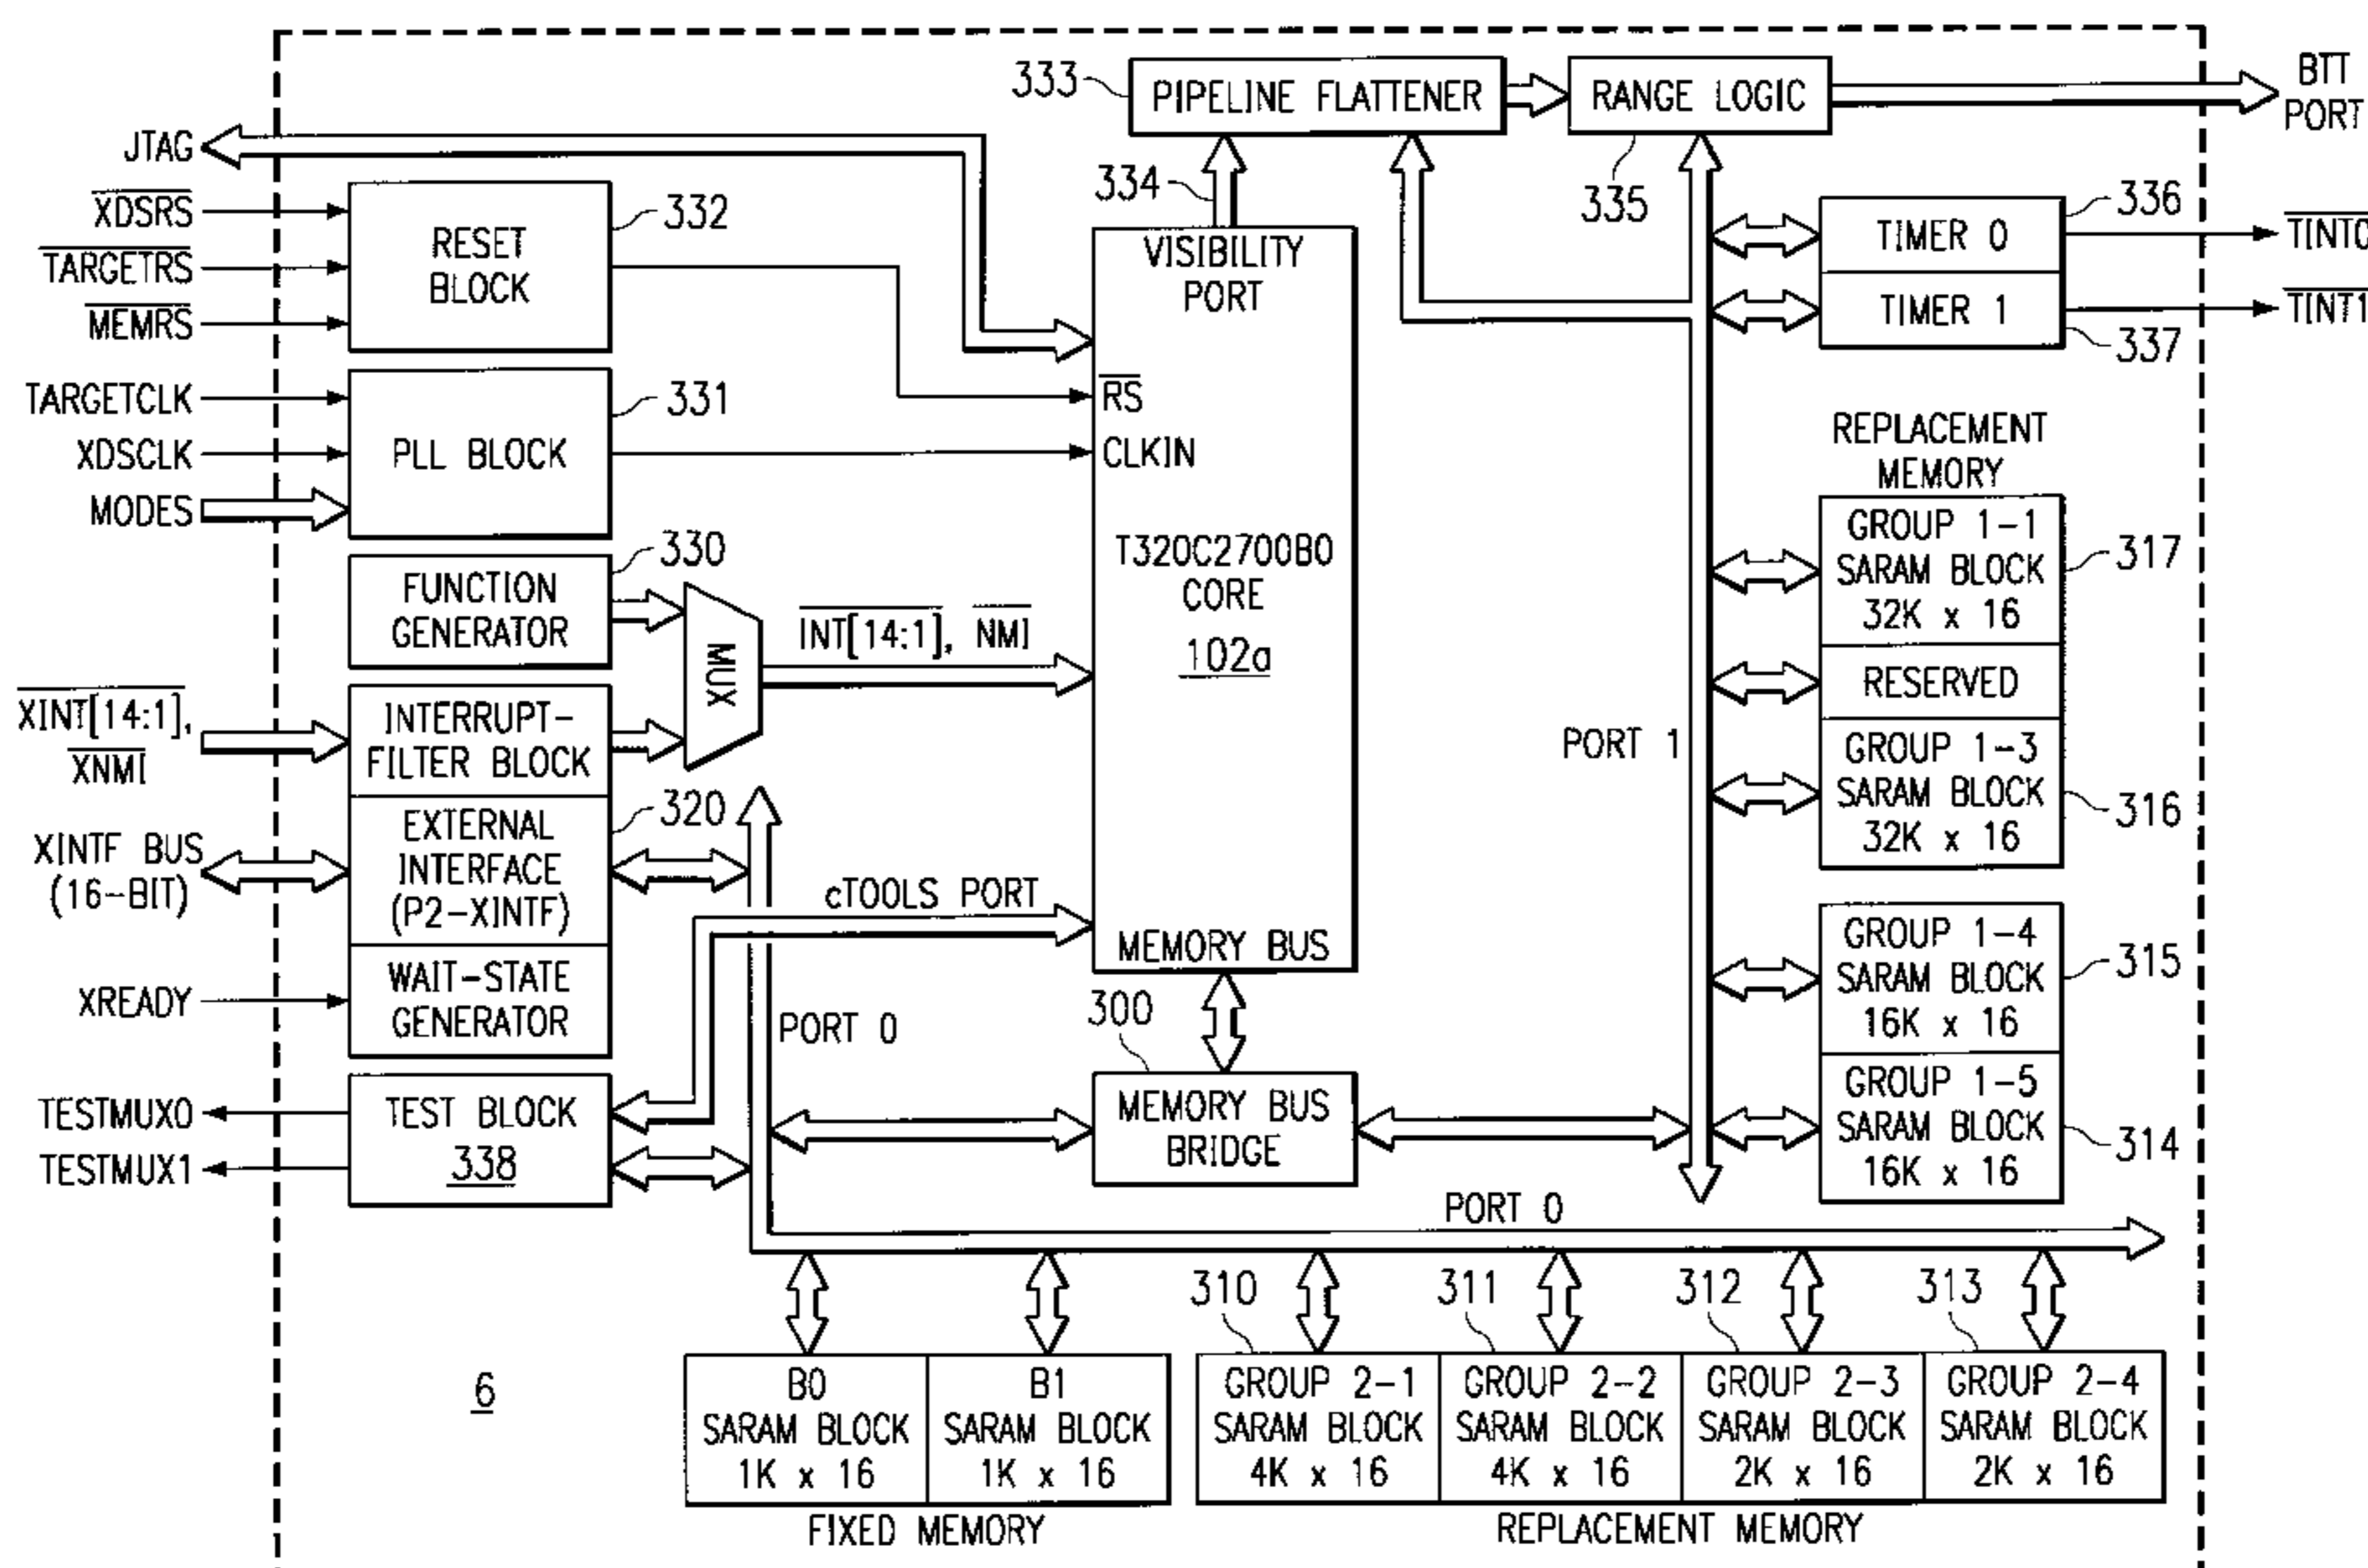 BTT
PORT
333
PIPELINE FLATTENER
RANGE LOGIC
JTAG
334
335
XDSRS
TARGETRS
MEMRS
RESET
BLOCK
332
VISIBILITY
PORT
336
TIMER 0
TINT0
TIMER 1
TINT1
337
TARGETCLK
XDSCLK
MODES
PLL BLOCK
331
RS
CLKIN
T320C2700B0
CORE
102a
REPLACEMENT
MEMORY
GROUP 1-1
SARAM BLOCK
32K x 16
317
RESERVED
GROUP 1-3
SARAM BLOCK
32K x 16
316
FUNCTION
GENERATOR
330
MUX
INT[14:1], NMI
XINT[14:1],
XNMI
INTERRUPT-
FILTER BLOCK
PORT 1
XINTF BUS
(16-BIT)
EXTERNAL
INTERFACE
(P2-XINTF)
320
cTOOLS PORT
MEMORY BUS
GROUP 1-4
SARAM BLOCK
16K x 16
315
XREADY
WAIT-STATE
GENERATOR
PORT 0
300
MEMORY BUS
BRIDGE
GROUP 1-5
SARAM BLOCK
16K x 16
314
TESTMUX0
TESTMUX1
TEST BLOCK
338
PORT 0
310
311
312
313
6
B0
SARAM BLOCK
1K x 16
B1
SARAM BLOCK
1K x 16
GROUP 2-1
SARAM BLOCK
4K x 16
GROUP 2-2
SARAM BLOCK
4K x 16
GROUP 2-3
SARAM BLOCK
2K x 16
GROUP 2-4
SARAM BLOCK
2K x 16
FIXED MEMORY
REPLACEMENT MEMORY